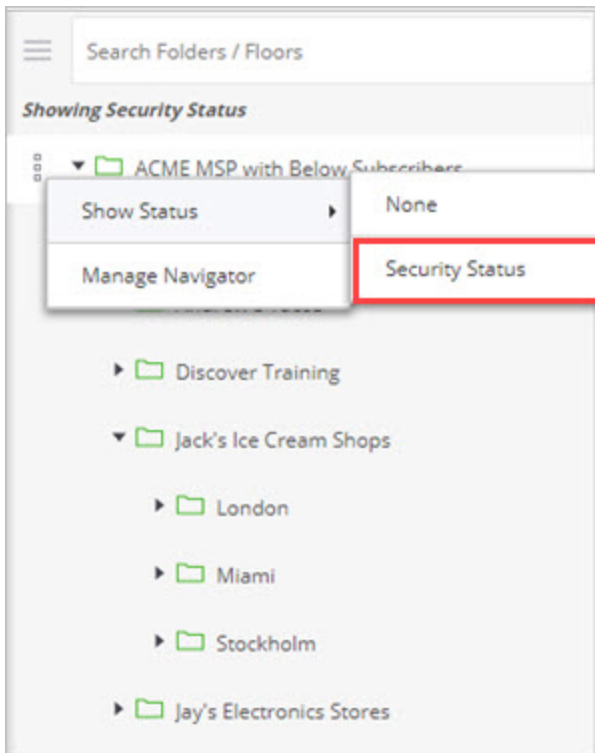 Search Folders / Floors
Showing Security Status
ACME MSP with Below Subscribers
Show Status
None
Manage Navigator
Security Status
Discover Training
Jack's Ice Cream Shops
London
Miami
Stockholm
Jay's Electronics Stores